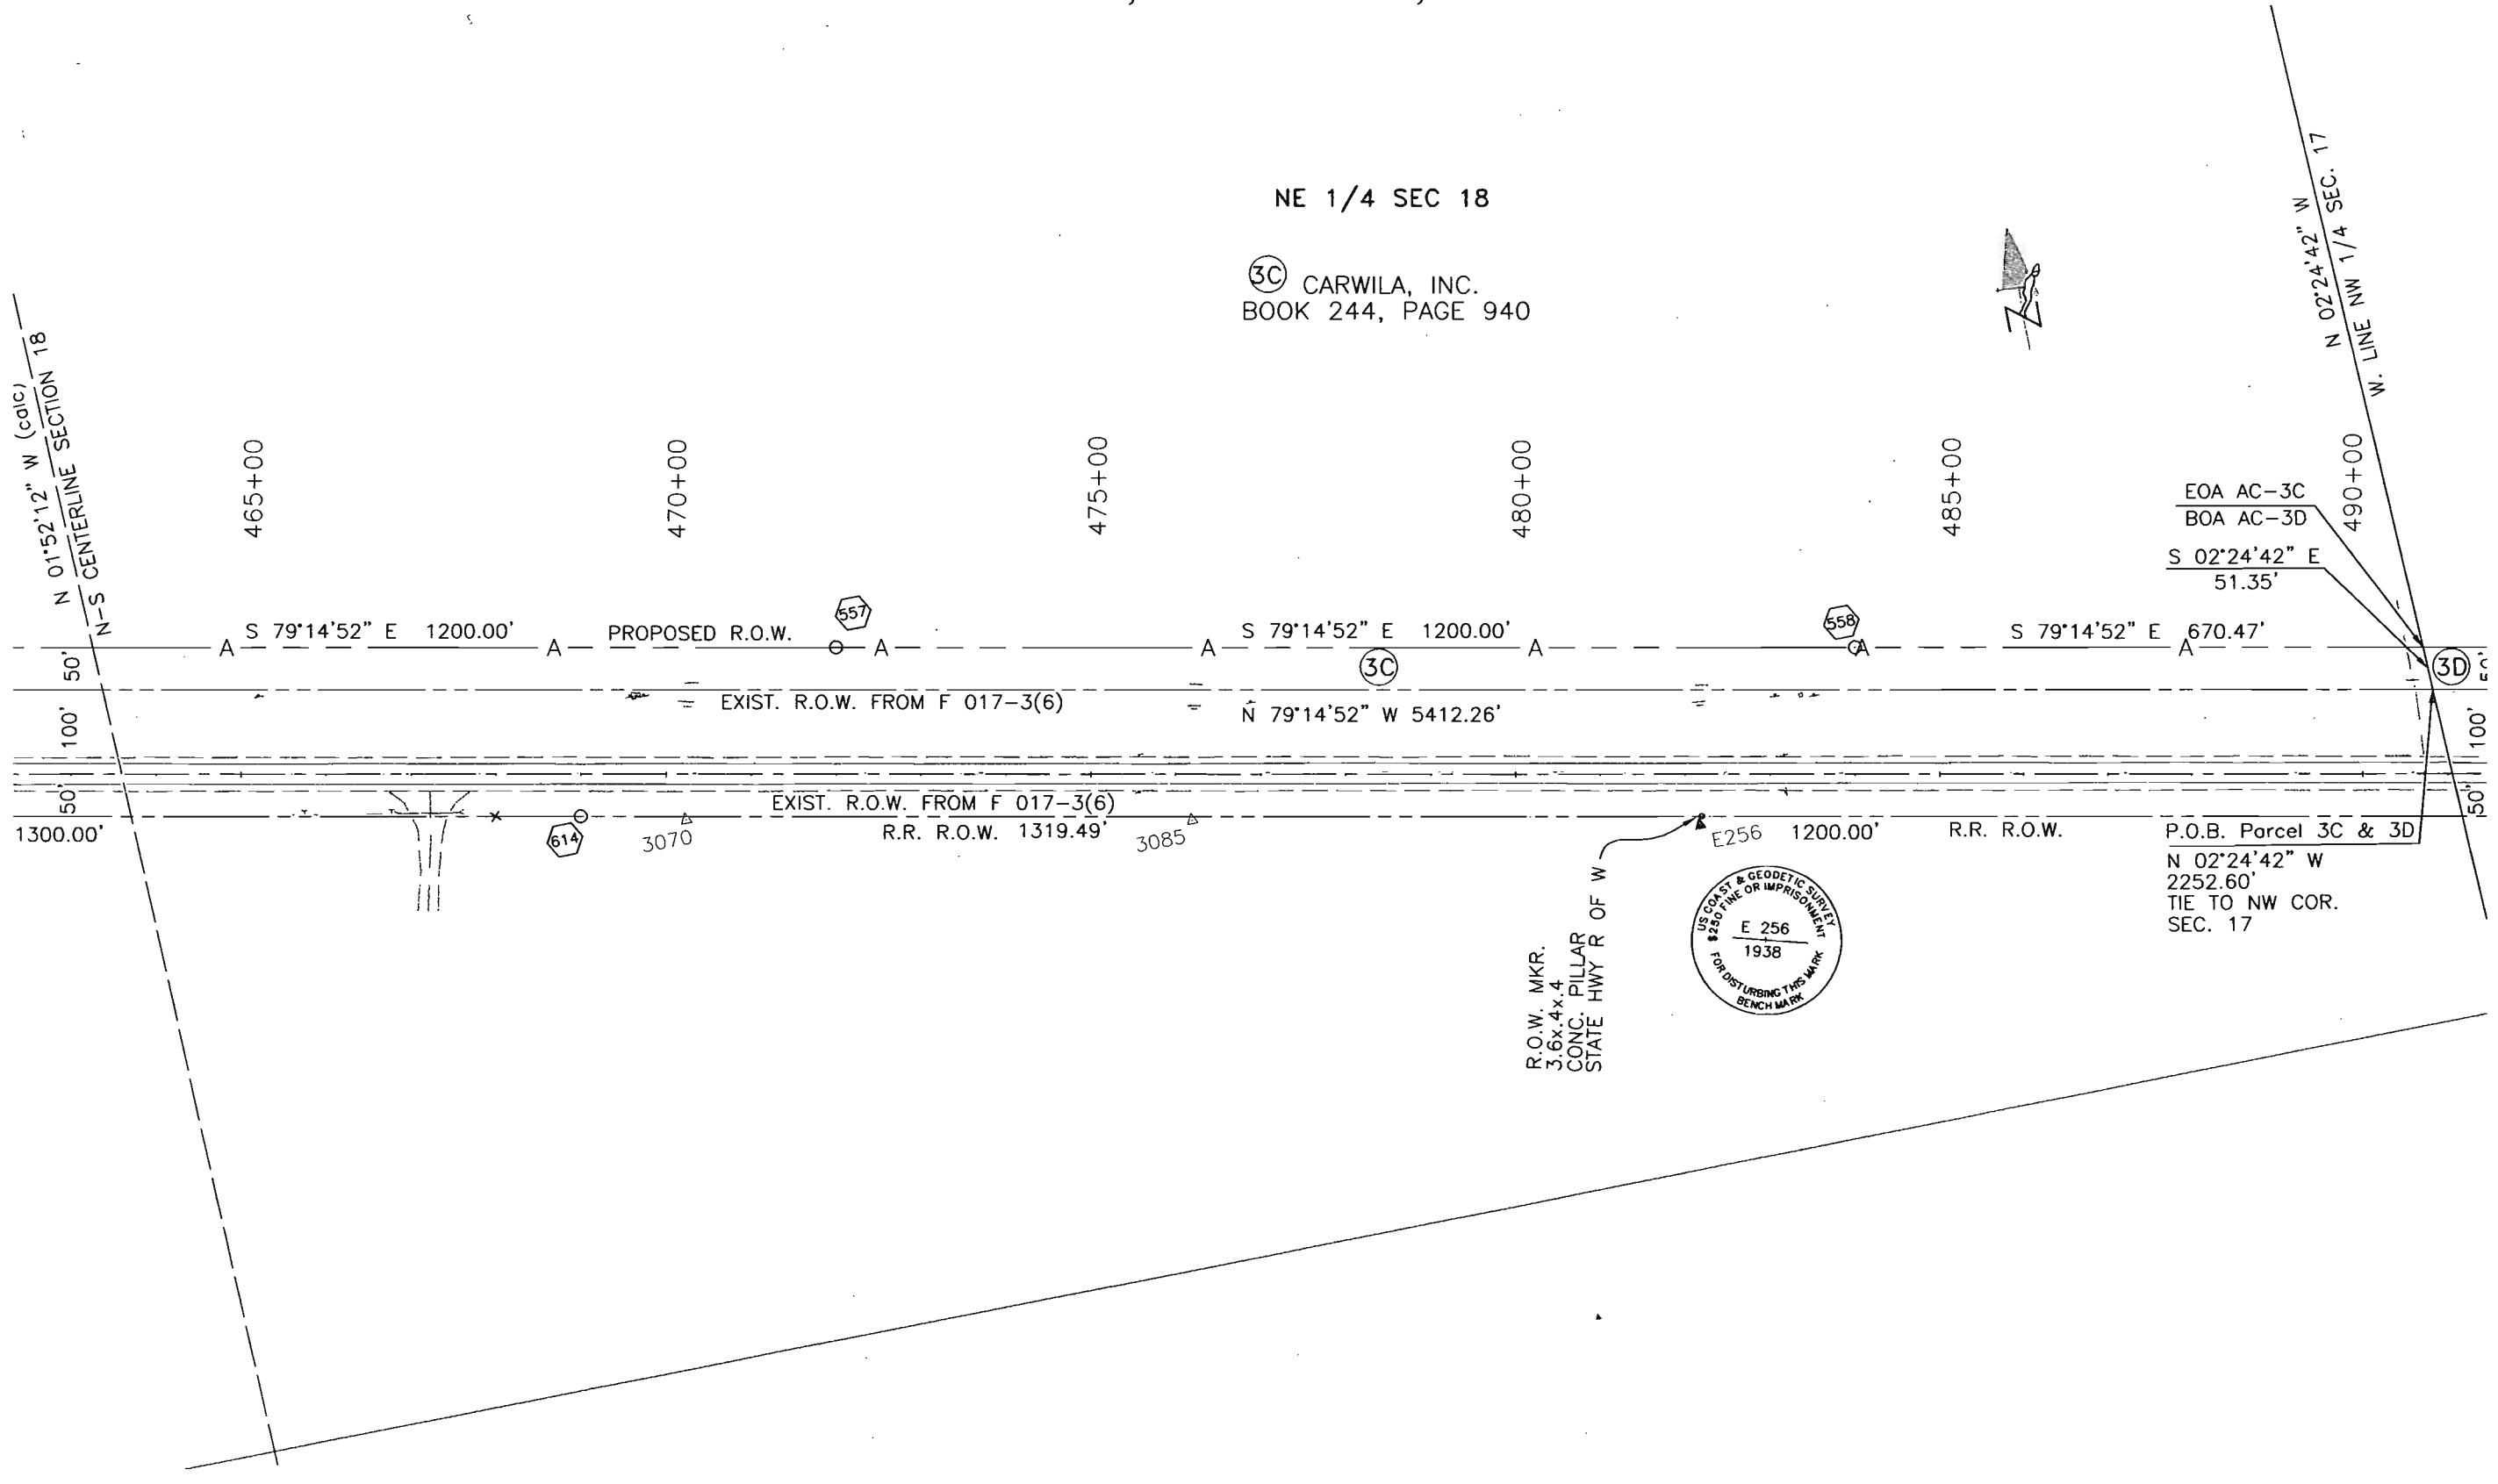 NE 1/4 SEC 18
3C CARWILA, INC.
BOOK 244, PAGE 940
N 01°52'12" W (calc)
N-S CENTERLINE SECTION 18
N 02°24'42" W
W. LINE NW 1/4 SEC. 17
465+00
470+00
475+00
480+00
485+00
490+00
EOA AC-3C
BOA AC-3D
S 02°24'42" E
51.35'
S 79°14'52" E 1200.00'
PROPOSED R.O.W.
557
S 79°14'52" E 1200.00'
558
S 79°14'52" E 670.47'
A A A A A A A
3C
3D
50'
EXIST. R.O.W. FROM F 017-3(6)
N 79°14'52" W 5412.26'
100'
100'
50'
50'
EXIST. R.O.W. FROM F 017-3(6)
1300.00'
614
3070
R.R. R.O.W. 1319.49'
3085
E256
1200.00'
R.R. R.O.W.
P.O.B. Parcel 3C & 3D
N 02°24'42" W
2252.60'
TIE TO NW COR.
SEC. 17
R.O.W. MKR.
3.6x.4x.4
CONC. PILLAR
STATE HWY R OF W
US COAST & GEODETIC SURVEY
$250 FINE OR IMPRISONMENT
E 256
1938
FOR DISTURBING THIS MARK
BENCH MARK
Z